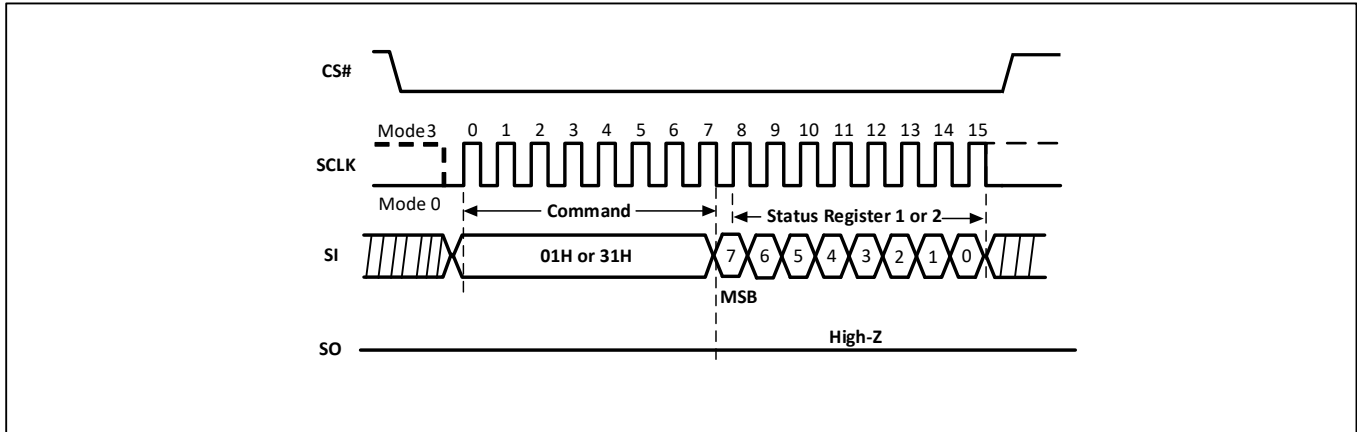 CS#
Mode3 0 1 2 3 4 5 6 7 8 9 10 11 12 13 14 15
SCLK
Mode 0
Command Status Register 1 or 2
SI 01H or 31H 7 6 5 4 3 2 1 0
MSB
High-Z
SO